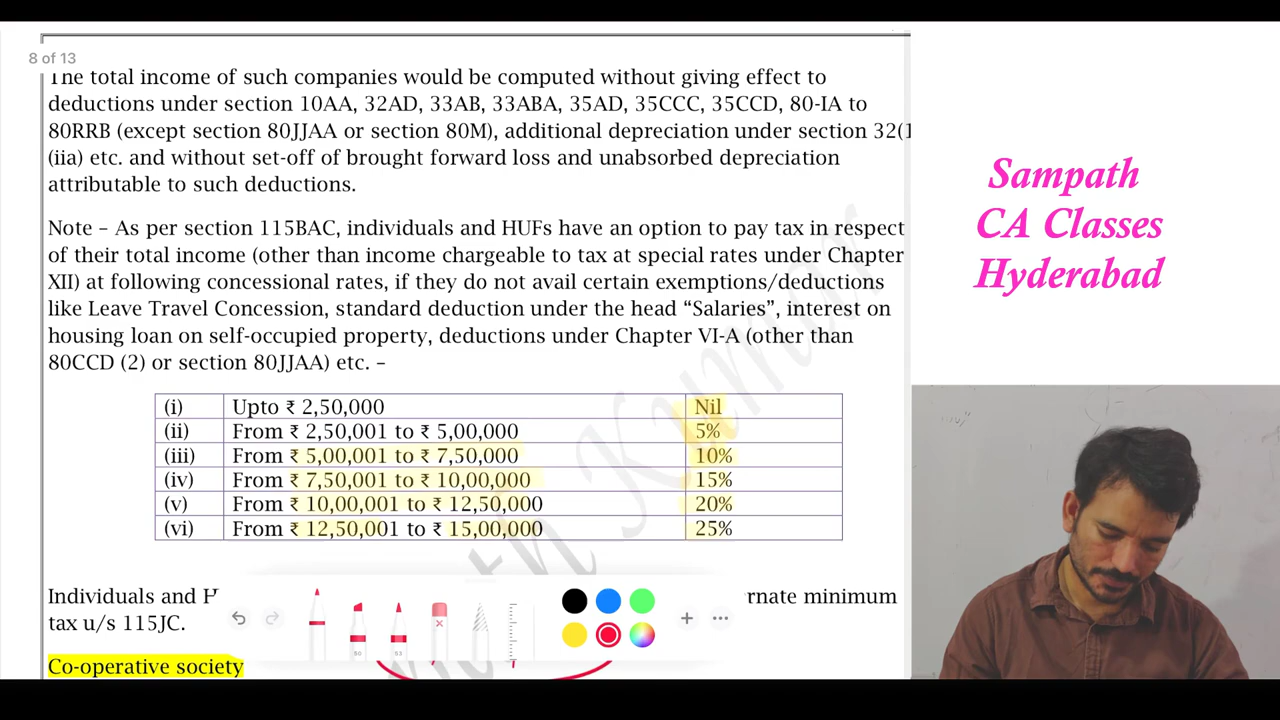 8 of 13
The total income of such companies would be computed without giving effect to
deductions under section 10AA, 32AD, 33AB, 33ABA, 35AD, 35CCC, 35CCD, 80-IA to
80RRB (except section 80JJAA or section 80M), additional depreciation under section 32(1
(iia) etc. and without set-off of brought forward loss and unabsorbed depreciation
attributable to such deductions.
Note – As per section 115BAC, individuals and HUFs have an option to pay tax in respect
of their total income (other than income chargeable to tax at special rates under Chapter
XII) at following concessional rates, if they do not avail certain exemptions/deductions
like Leave Travel Concession, standard deduction under the head “Salaries”, interest on
housing loan on self-occupied property, deductions under Chapter VI-A (other than
80CCD (2) or section 80JJAA) etc. –
(i) Upto ₹ 2,50,000 Nil
(ii) From ₹ 2,50,001 to ₹ 5,00,000 5%
(iii) From ₹ 5,00,001 to ₹ 7,50,000 10%
(iv) From ₹ 7,50,001 to ₹ 10,00,000 15%
(v) From ₹ 10,00,001 to ₹ 12,50,000 20%
(vi) From ₹ 12,50,001 to ₹ 15,00,000 25%
Individuals and rnate minimum
tax u/s 115JC.
Co-operative society
Kumar
Sampath
CA Classes
Hyderabad